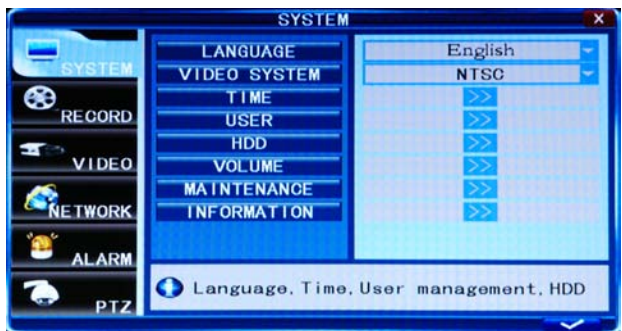 SYSTEM
X
SYSTEM
RECORD
VIDEO
NETWORK
ALARM
PTZ
LANGUAGE English
VIDEO SYSTEM NTSC
TIME >>
USER >>
HDD >>
VOLUME >>
MAINTENANCE >>
INFORMATION >>
Language, Time, User management, HDD